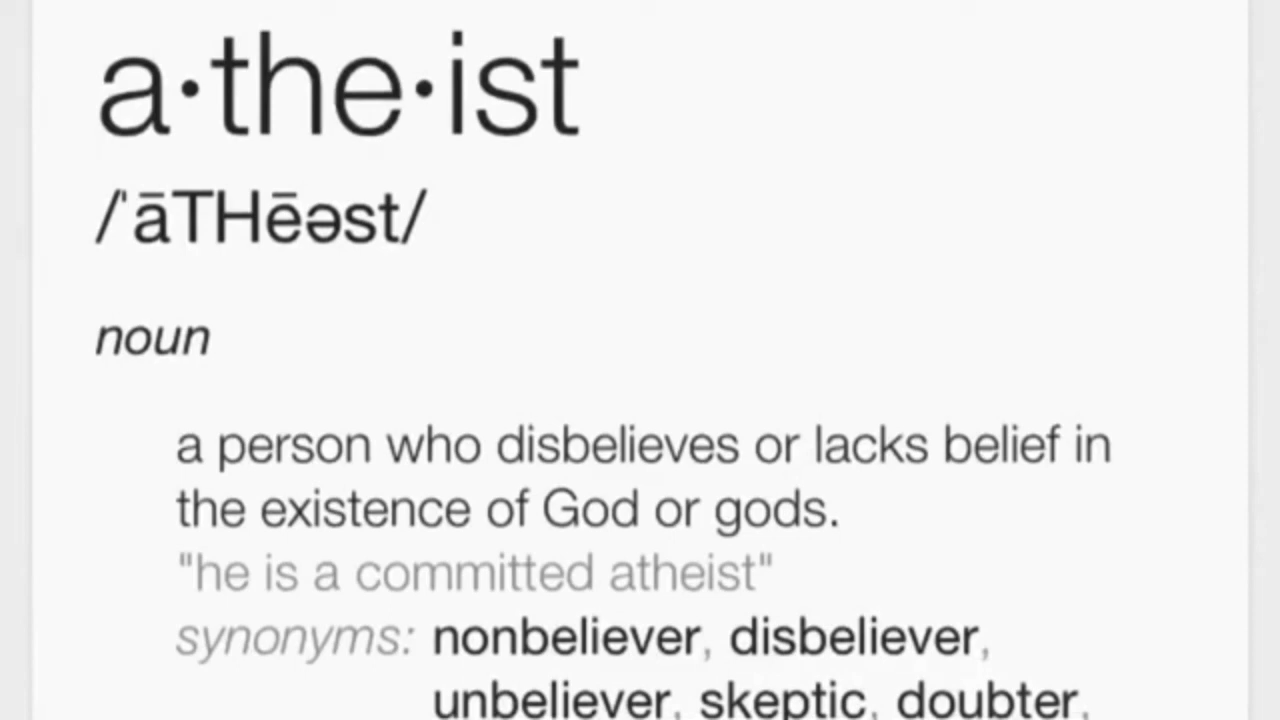 a·the·ist
/ˈāTHēəst/
noun
a person who disbelieves or lacks belief in
the existence of God or gods.
"he is a committed atheist"
synonyms: nonbeliever, disbeliever,
unbeliever, skeptic, doubter,